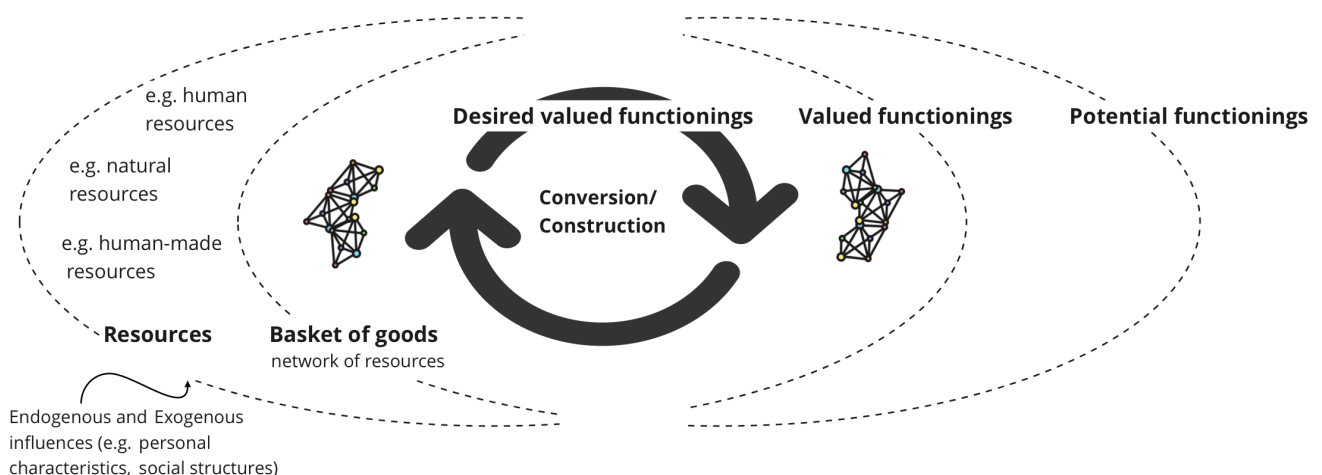 e.g. human
resources
e.g. natural
resources
e.g. human-made
resources
Resources
Endogenous and Exogenous
influences (e.g. personal
characteristics, social structures)
Basket of goods
network of resources
Desired valued functionings
Conversion/
Construction
Valued functionings
Potential functionings